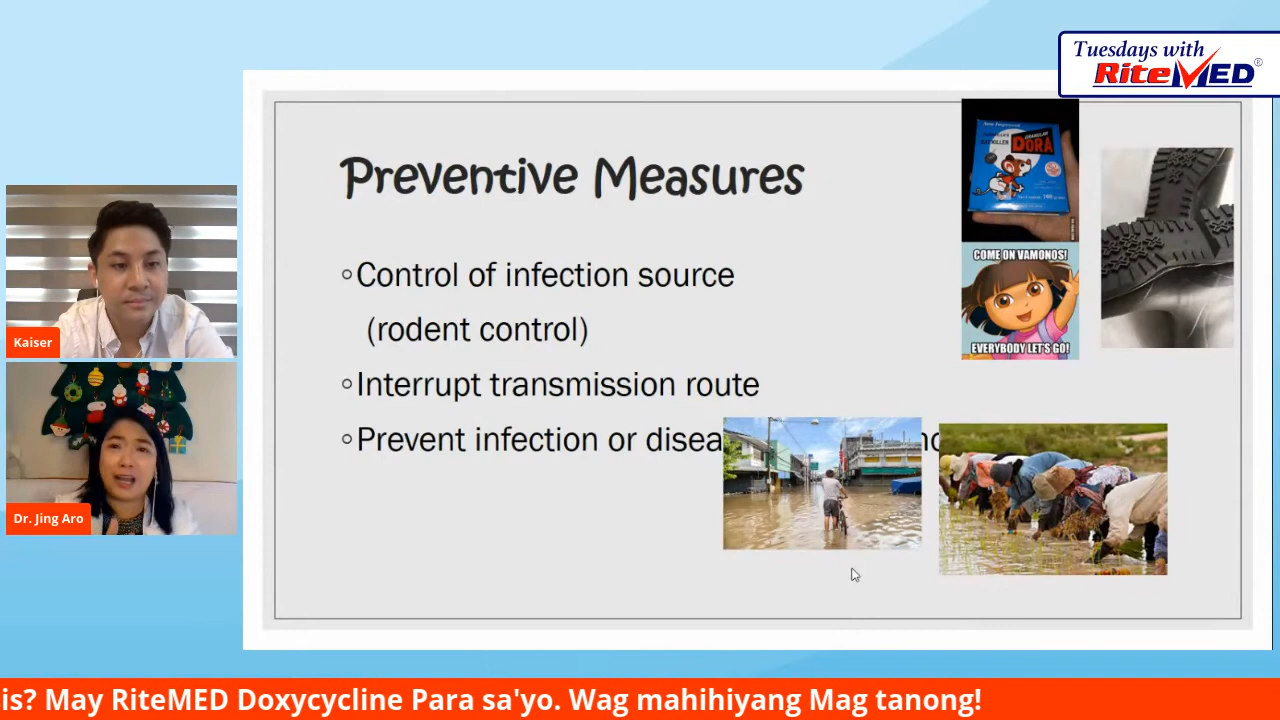 Tuesdays with
RiteMED®
Preventive Measures
Control of infection source
(rodent control)
Interrupt transmission route
Prevent infection or disea
DORA
COME ON VAMONOS!
EVERYBODY LET'S GO!
Kaiser
Dr. Jing Aro
is? May RiteMED Doxycycline Para sa'yo. Wag mahihiyang Mag tanong!